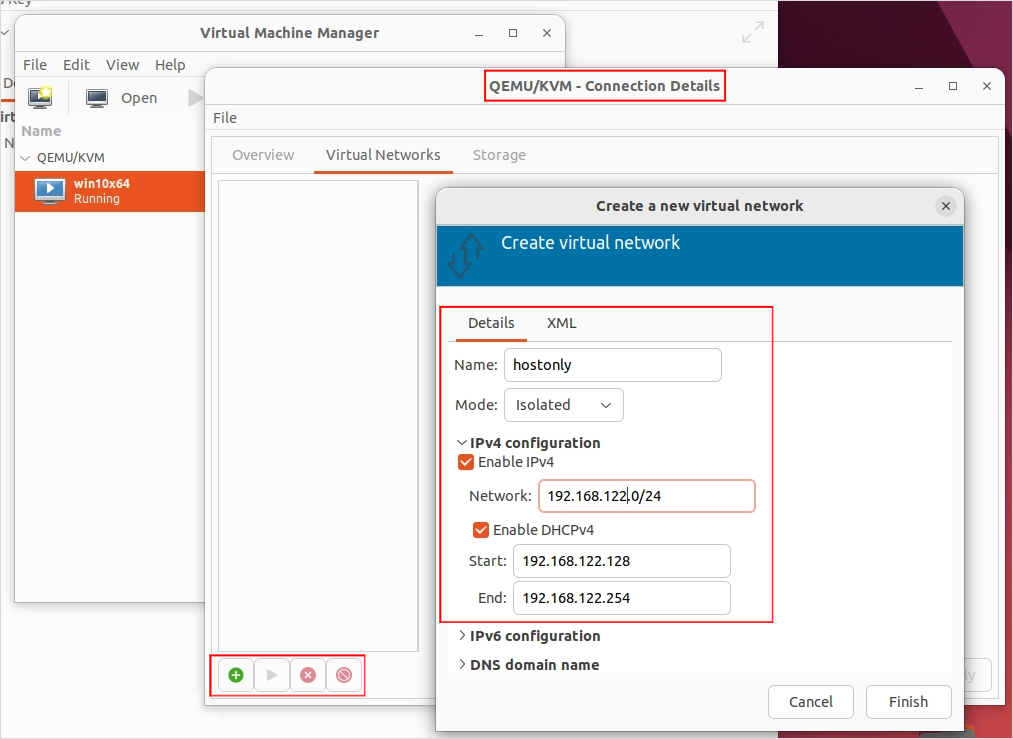 Virtual Machine Manager
File Edit View Help
Open
Name
QEMU/KVM
win10x64
Running
QEMU/KVM - Connection Details
File
Overview Virtual Networks Storage
Create a new virtual network
Create virtual network
Details XML
Name: hostonly
Mode: Isolated
IPv4 configuration
Enable IPv4
Network: 192.168.122.0/24
Enable DHCPv4
Start: 192.168.122.128
End: 192.168.122.254
IPv6 configuration
DNS domain name
Cancel Finish